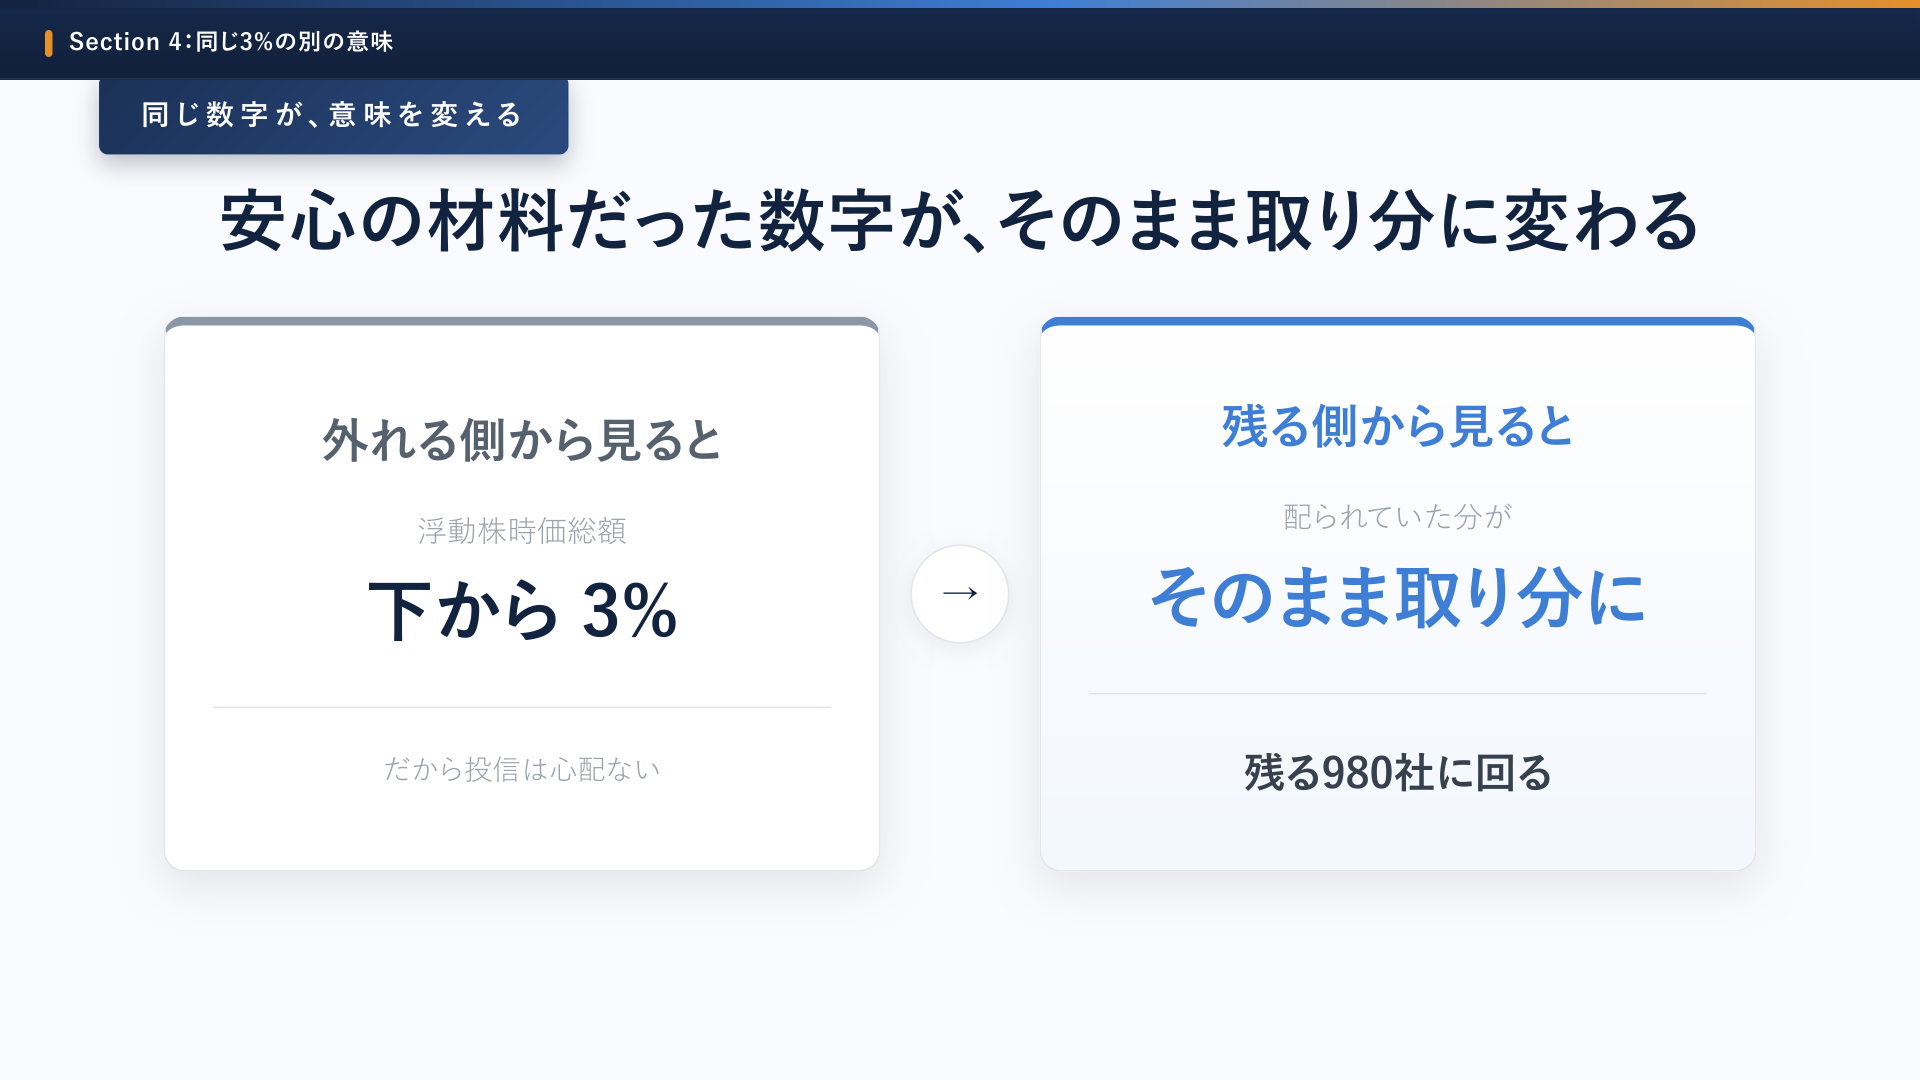 Section 4：同じ3%の別の意味
同じ数字が、意味を変える
安心の材料だった数字が、そのまま取り分に変わる
外れる側から見ると
浮動株時価総額
下から 3%
だから投信は心配ない
→
残る側から見ると
配られていた分が
そのまま取り分に
残る980社に回る